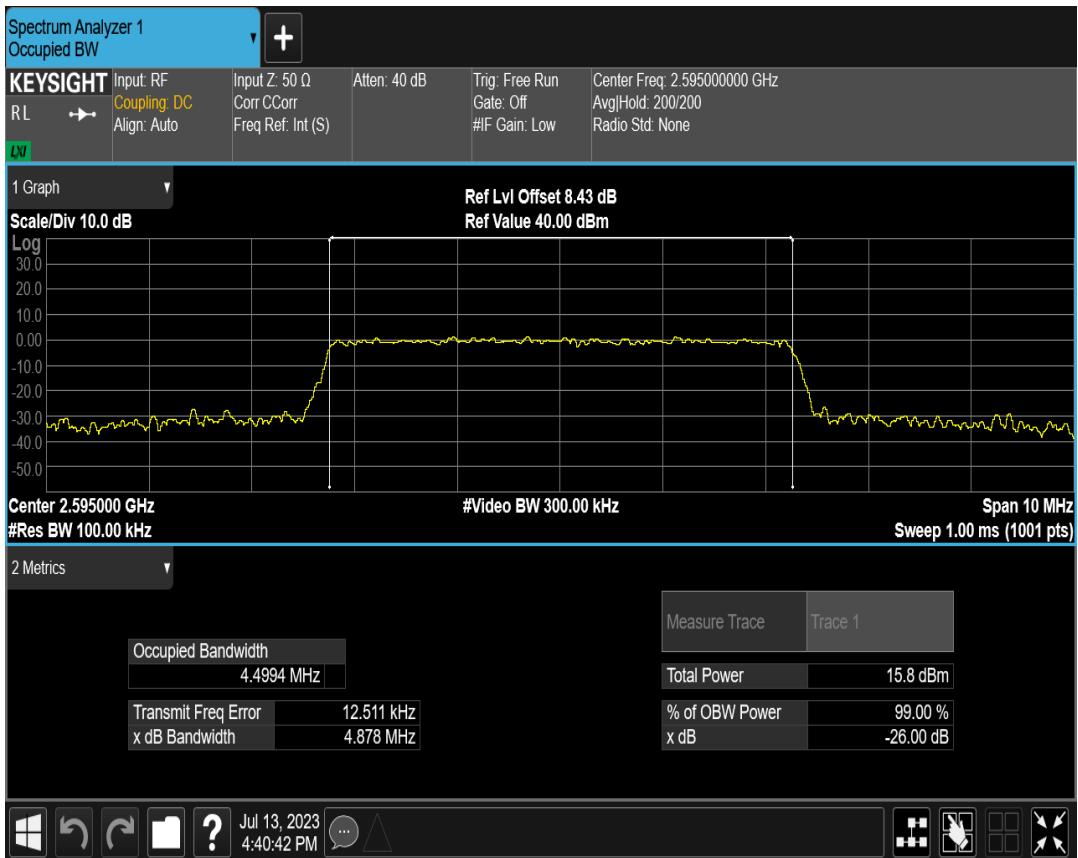 Spectrum Analyzer 1
Occupied BW
KEYSIGHT
R L
LXI
Input: RF
Coupling: DC
Align: Auto
Input Z: 50 Ω
Corr CCorr
Freq Ref: Int (S)
Atten: 40 dB
Trig: Free Run
Gate: Off
#IF Gain: Low
Center Freq: 2.595000000 GHz
Avg|Hold: 200/200
Radio Std: None
1 Graph
Scale/Div 10.0 dB
Ref Lvl Offset 8.43 dB
Ref Value 40.00 dBm
Log
30.0
20.0
10.0
0.00
-10.0
-20.0
-30.0
-40.0
-50.0
Center 2.595000 GHz
#Res BW 100.00 kHz
#Video BW 300.00 kHz
Span 10 MHz
Sweep 1.00 ms (1001 pts)
2 Metrics
Occupied Bandwidth
4.4994 MHz
Transmit Freq Error 12.511 kHz
x dB Bandwidth 4.878 MHz
Measure Trace Trace 1
Total Power 15.8 dBm
% of OBW Power 99.00 %
x dB -26.00 dB
Jul 13, 2023
4:40:42 PM